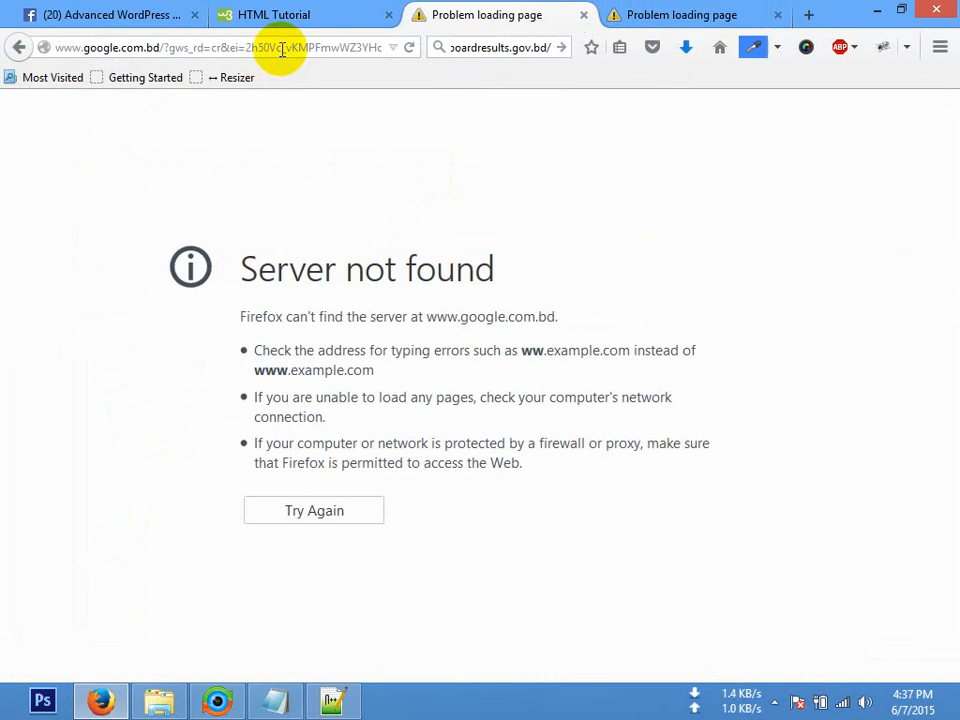 (20) Advanced WordPress ...
HTML Tutorial
Problem loading page
Problem loading page
www.google.com.bd/?gws_rd=cr&ei=2h50V
vKMPFmwWZ3YHc
oardresults.gov.bd/
ABP
Most Visited
Getting Started
↔ Resizer
Server not found
Firefox can't find the server at www.google.com.bd.
• Check the address for typing errors such as ww.example.com instead of
www.example.com
• If you are unable to load any pages, check your computer's network
connection.
• If your computer or network is protected by a firewall or proxy, make sure
that Firefox is permitted to access the Web.
Try Again
Ps
1.4 KB/s
1.0 KB/s
4:37 PM
6/7/2015